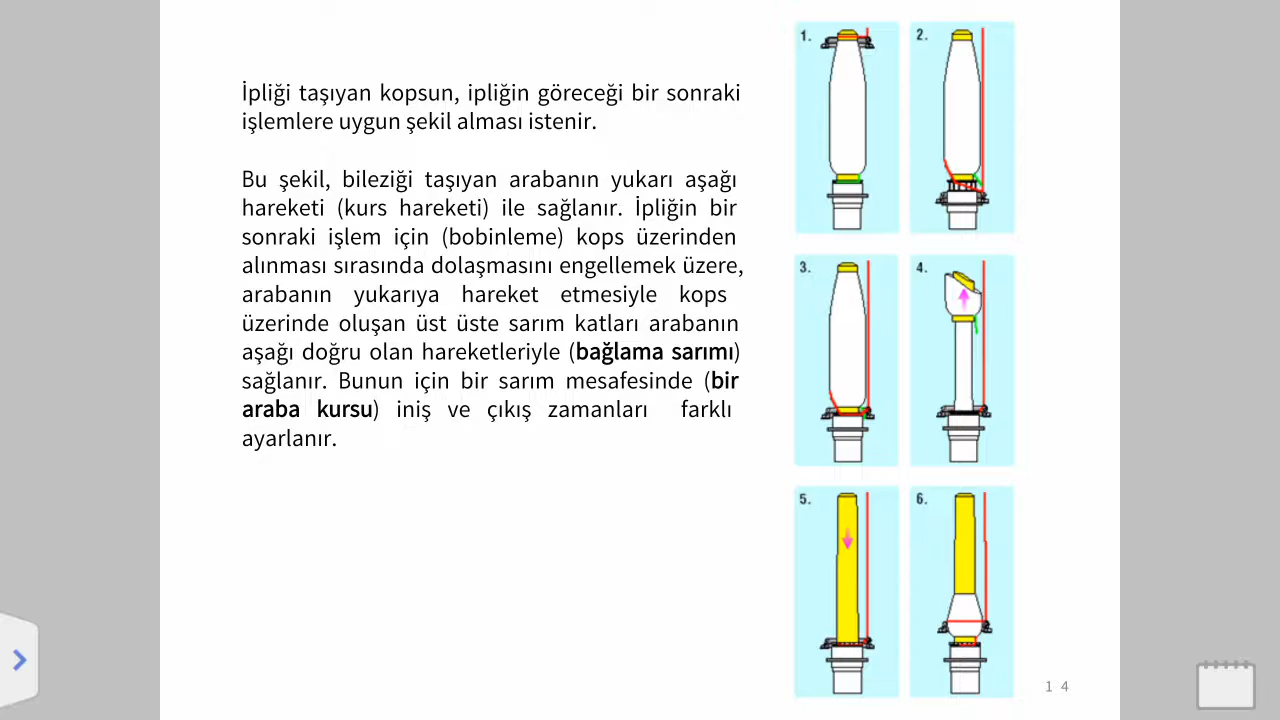 İpliği taşıyan kopsun, ipliğin göreceği bir sonraki
işlemlere uygun şekil alması istenir.
Bu şekil, bileziği taşıyan arabanın yukarı aşağı
hareketi (kurs hareketi) ile sağlanır. İpliğin bir
sonraki işlem için (bobinleme) kops üzerinden
alınması sırasında dolaşmasını engellemek üzere,
arabanın yukarıya hareket etmesiyle kops
üzerinde oluşan üst üste sarım katları arabanın
aşağı doğru olan hareketleriyle (bağlama sarımı)
sağlanır. Bunun için bir sarım mesafesinde (bir
araba kursu) iniş ve çıkış zamanları farklı
ayarlanır.
1.
2.
3.
4.
5.
6.
1 4